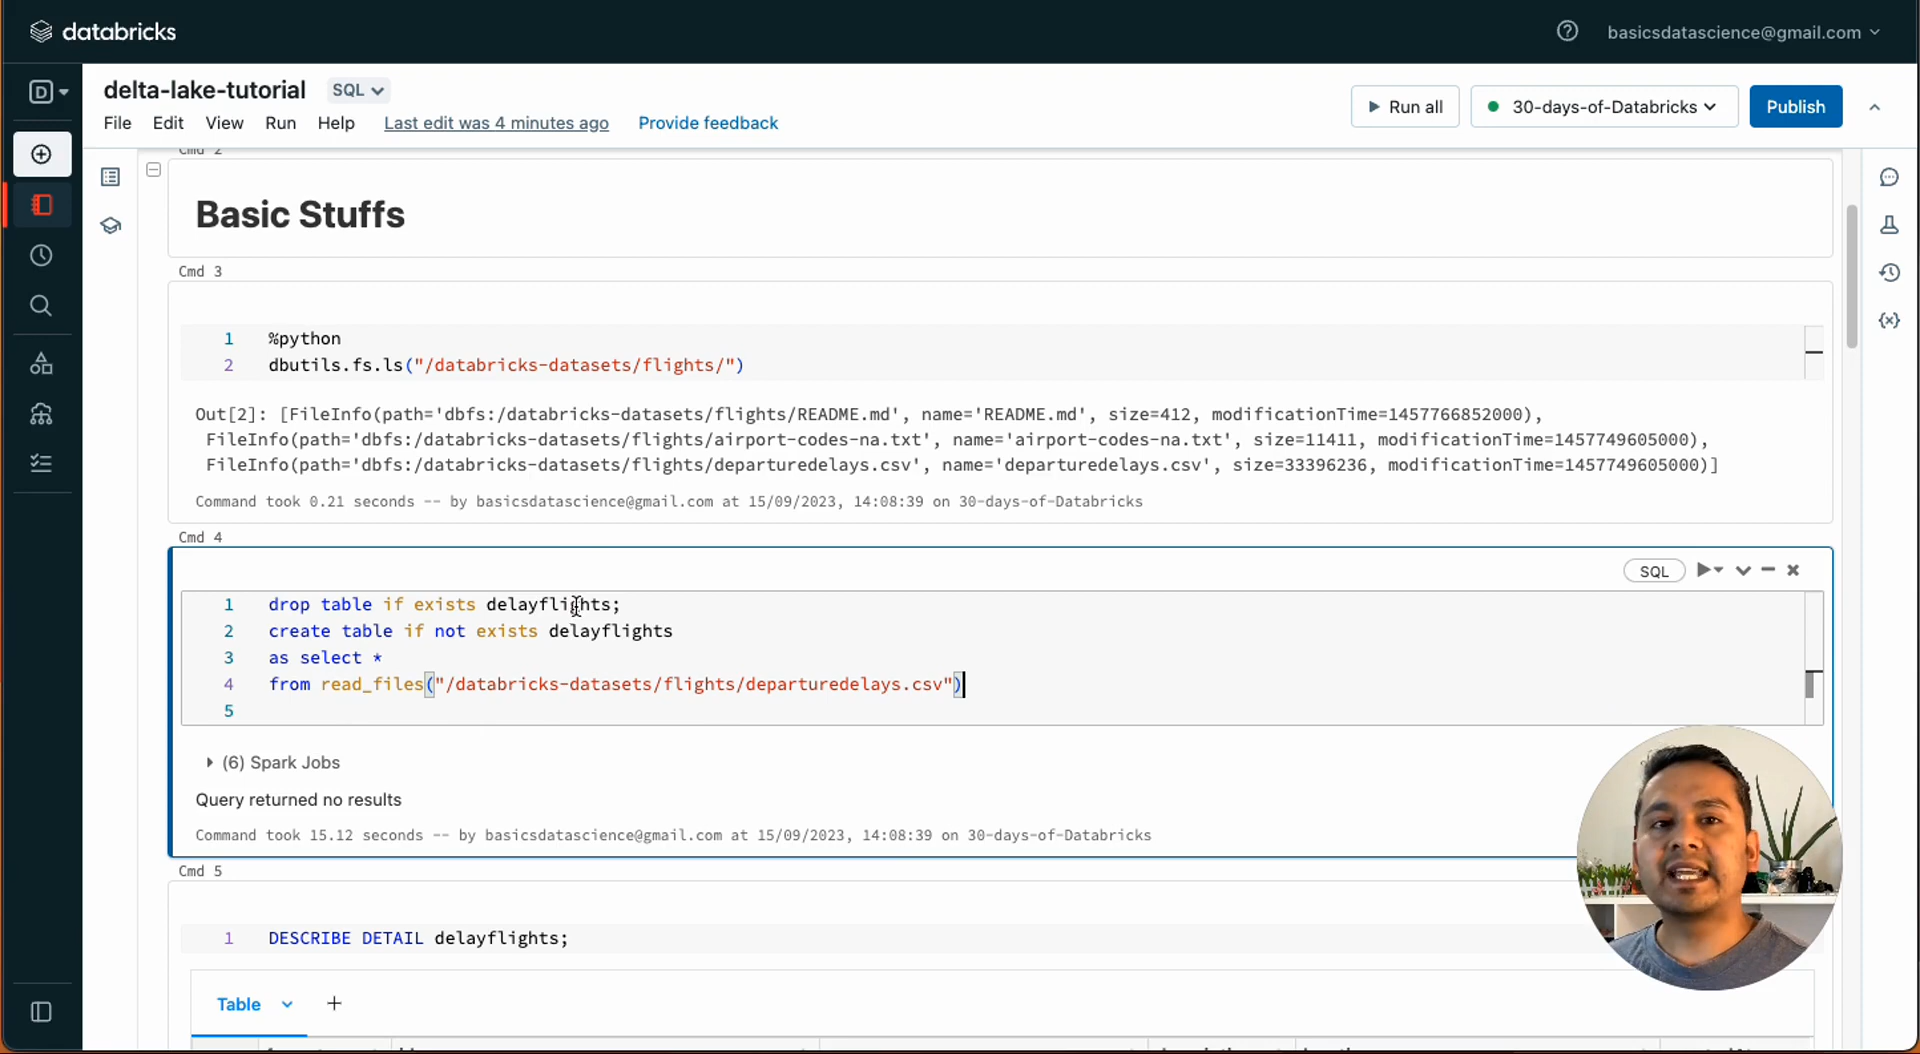 databricks
basicsdatascience@gmail.com
D
delta-lake-tutorial SQL
File Edit View Run Help Last edit was 4 minutes ago Provide feedback
Run all 30-days-of-Databricks Publish
Cmd 2
Basic Stuffs
Cmd 3
1 %python
2 dbutils.fs.ls("/databricks-datasets/flights/")
Out[2]: [FileInfo(path='dbfs:/databricks-datasets/flights/README.md', name='README.md', size=412, modificationTime=1457766852000),
FileInfo(path='dbfs:/databricks-datasets/flights/airport-codes-na.txt', name='airport-codes-na.txt', size=11411, modificationTime=1457749605000),
FileInfo(path='dbfs:/databricks-datasets/flights/departuredelays.csv', name='departuredelays.csv', size=33396236, modificationTime=1457749605000)]
Command took 0.21 seconds -- by basicsdatascience@gmail.com at 15/09/2023, 14:08:39 on 30-days-of-Databricks
Cmd 4
SQL
1 drop table if exists delayflights;
2 create table if not exists delayflights
3 as select *
4 from read_files("/databricks-datasets/flights/departuredelays.csv")
5
(6) Spark Jobs
Query returned no results
Command took 15.12 seconds -- by basicsdatascience@gmail.com at 15/09/2023, 14:08:39 on 30-days-of-Databricks
Cmd 5
1 DESCRIBE DETAIL delayflights;
Table +